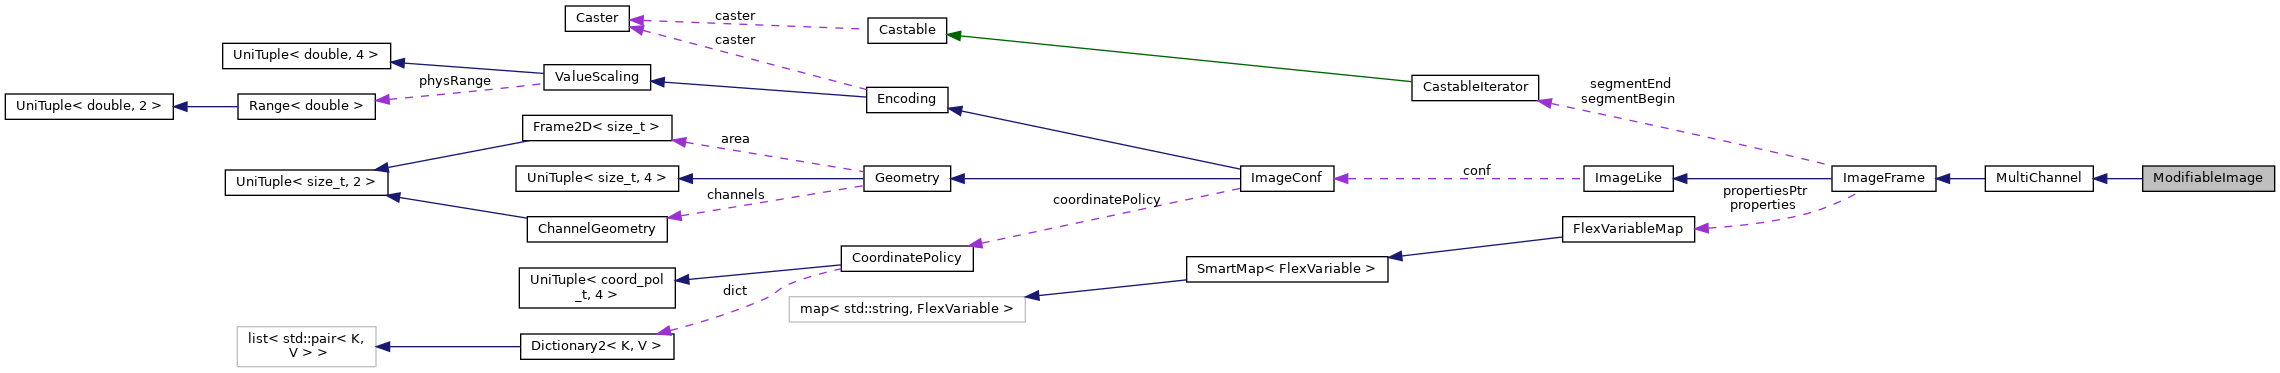 Caster
caster
Castable
caster
UniTuple< double, 4 >
ValueScaling
physRange
UniTuple< double, 2 >
Range< double >
Encoding
CastableIterator
segmentEnd
segmentBegin
Frame2D< size_t >
area
UniTuple< size_t, 2 >
UniTuple< size_t, 4 >
Geometry
channels
ChannelGeometry
ImageConf
conf
ImageLike
ImageFrame
MultiChannel
ModifiableImage
propertiesPtr
properties
coordinatePolicy
FlexVariableMap
CoordinatePolicy
SmartMap< FlexVariable >
UniTuple< coord_pol
_t, 4 >
dict
map< std::string, FlexVariable >
list< std::pair< K,
V > >
Dictionary2< K, V >